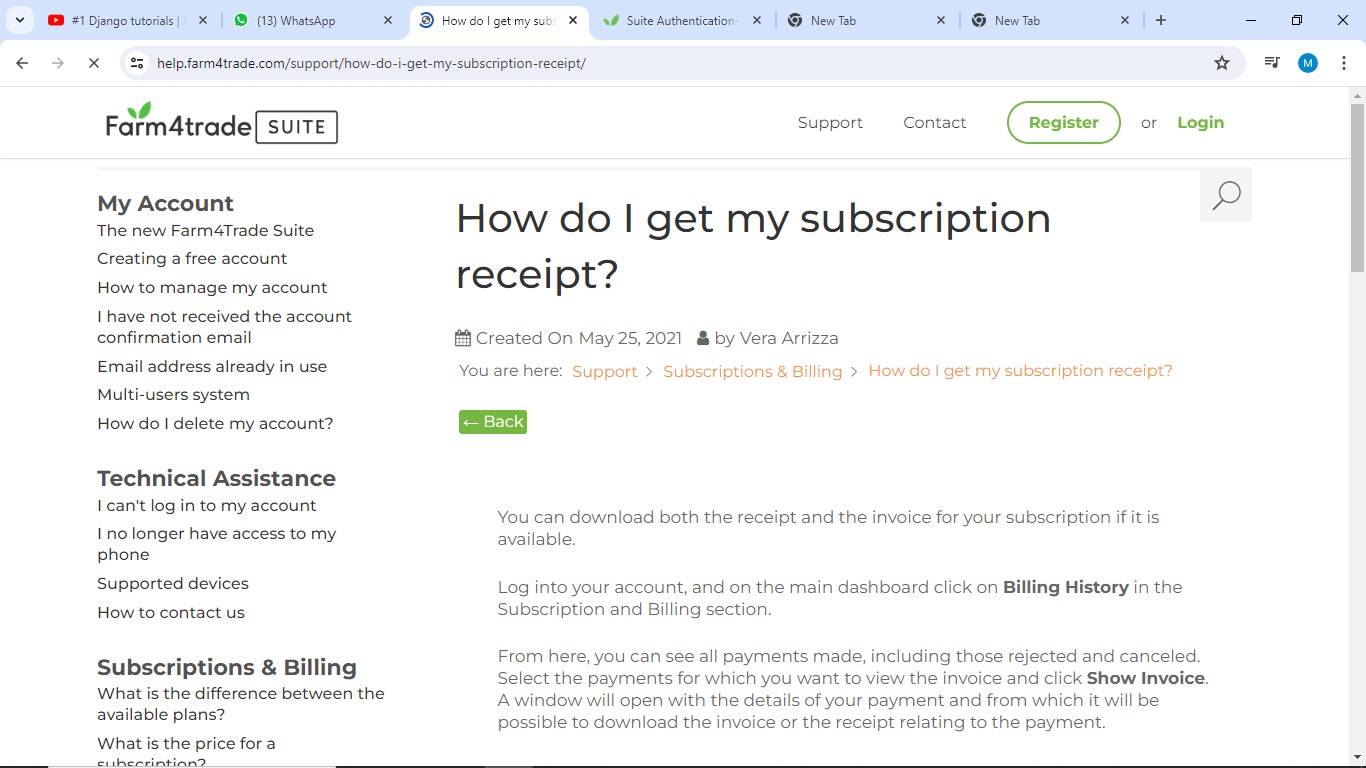 #1 Django tutorials |
(13) WhatsApp
How do I get my subs
Suite Authentication-
New Tab
New Tab
help.farm4trade.com/support/how-do-i-get-my-subscription-receipt/
M
Farm4trade SUITE
Support
Contact
Register
or
Login
My Account
The new Farm4Trade Suite
Creating a free account
How to manage my account
I have not received the account
confirmation email
Email address already in use
Multi-users system
How do I delete my account?
Technical Assistance
I can't log in to my account
I no longer have access to my
phone
Supported devices
How to contact us
Subscriptions & Billing
What is the difference between the
available plans?
What is the price for a
subscription?
How do I get my subscription
receipt?
Created On May 25, 2021 by Vera Arrizza
You are here: Support > Subscriptions & Billing > How do I get my subscription receipt?
← Back
You can download both the receipt and the invoice for your subscription if it is
available.
Log into your account, and on the main dashboard click on Billing History in the
Subscription and Billing section.
From here, you can see all payments made, including those rejected and canceled.
Select the payments for which you want to view the invoice and click Show Invoice.
A window will open with the details of your payment and from which it will be
possible to download the invoice or the receipt relating to the payment.